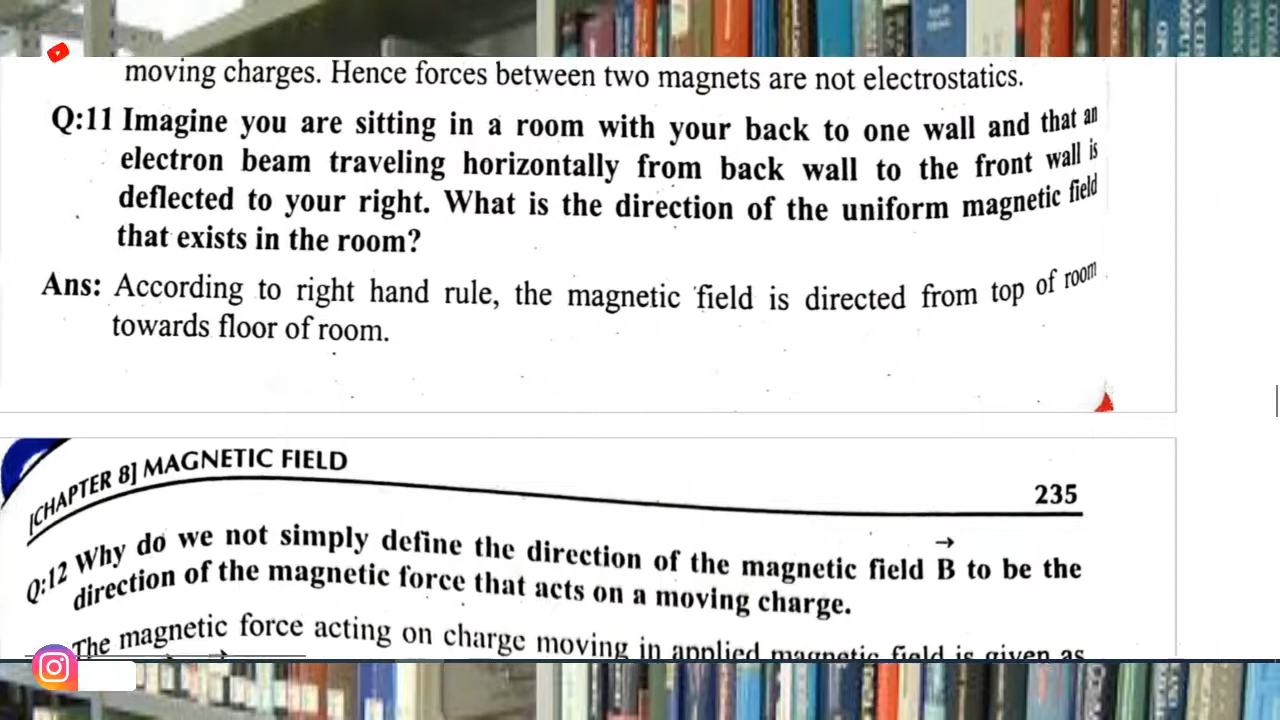 moving charges. Hence forces between two magnets are not electrostatics.
Q:11 Imagine you are sitting in a room with your back to one wall and that an
electron beam traveling horizontally from back wall to the front wall is
deflected to your right. What is the direction of the uniform magnetic field
that exists in the room?
Ans: According to right hand rule, the magnetic field is directed from top of room
towards floor of room.
[CHAPTER 8] MAGNETIC FIELD
235
Q:12 Why do we not simply define the direction of the magnetic field B⃗ to be the
direction of the magnetic force that acts on a moving charge.
The magnetic force acting on charge moving in applied magnetic field is given as